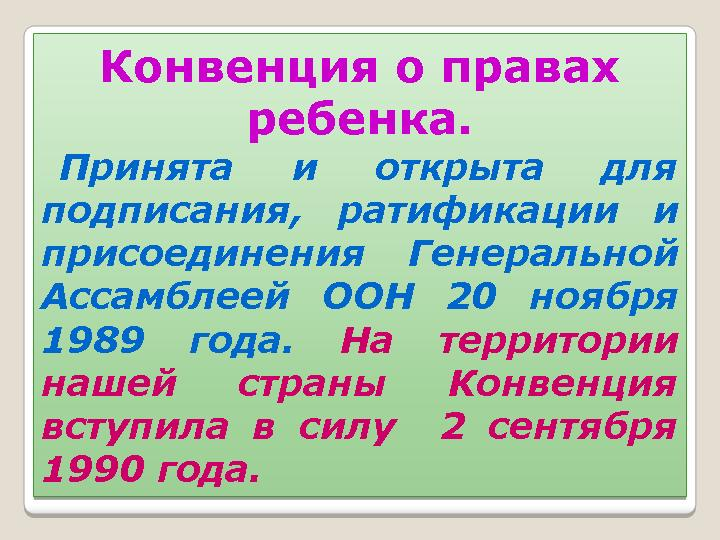 Конвенция о правах
ребенка.
Принята и открыта для
подписания, ратификации и
присоединения Генеральной
Ассамблеей ООН 20 ноября
1989 года. На территории
нашей страны Конвенция
вступила в силу 2 сентября
1990 года.